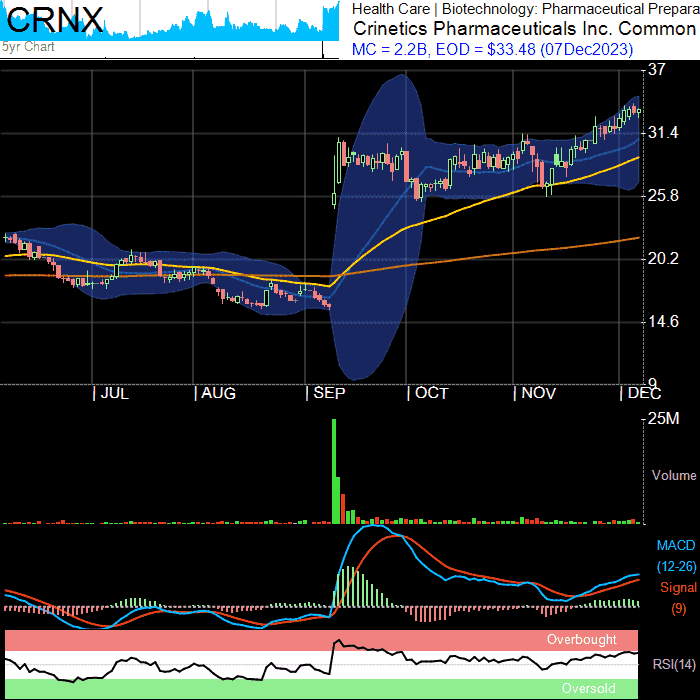 CRNX
5yr Chart
Health Care | Biotechnology: Pharmaceutical Prepara
Crinetics Pharmaceuticals Inc. Common
MC = 2.2B, EOD = $33.48 (07Dec2023)
37
31.4
25.8
20.2
14.6
9
JUL
AUG
SEP
OCT
NOV
DEC
25M
Volume
MACD
(12-26)
Signal
(9)
Overbought
RSI(14)
Oversold